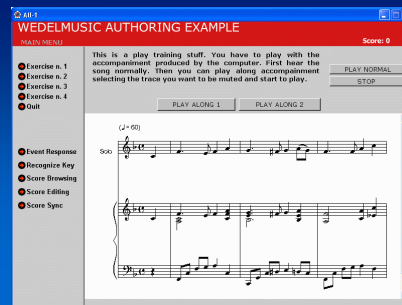 All-1
WEDELMUSIC AUTHORING EXAMPLE
MAIN MENU
Score: 0
This is a play training stuff. You have to play with the
accompaniment produced by the computer. First hear the
song normally. Then you can play along accompainment
selecting the trace you want to be muted and start to play.
PLAY NORMAL
STOP
PLAY ALONG 1
PLAY ALONG 2
Exercise n. 1
Exercise n. 2
Exercise n. 3
Exercise n. 4
Quit
Event Response
Recognize Key
Score Browsing
Score Editing
Score Sync
(♩=60)
Solo